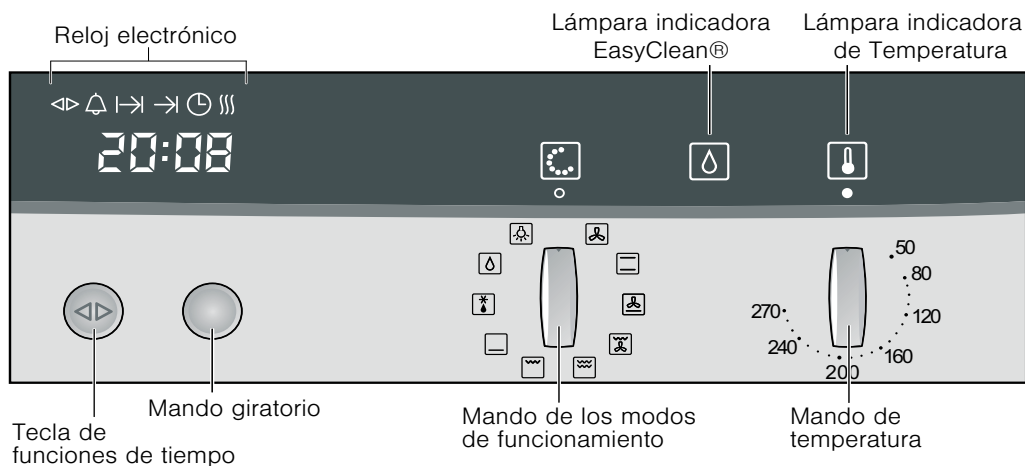 Reloj electrónico
Lámpara indicadora
EasyClean®
Lámpara indicadora
de Temperatura
20:08
50
80
120
160
200
240
270
Tecla de
funciones de tiempo
Mando giratorio
Mando de los modos
de funcionamiento
Mando de
temperatura